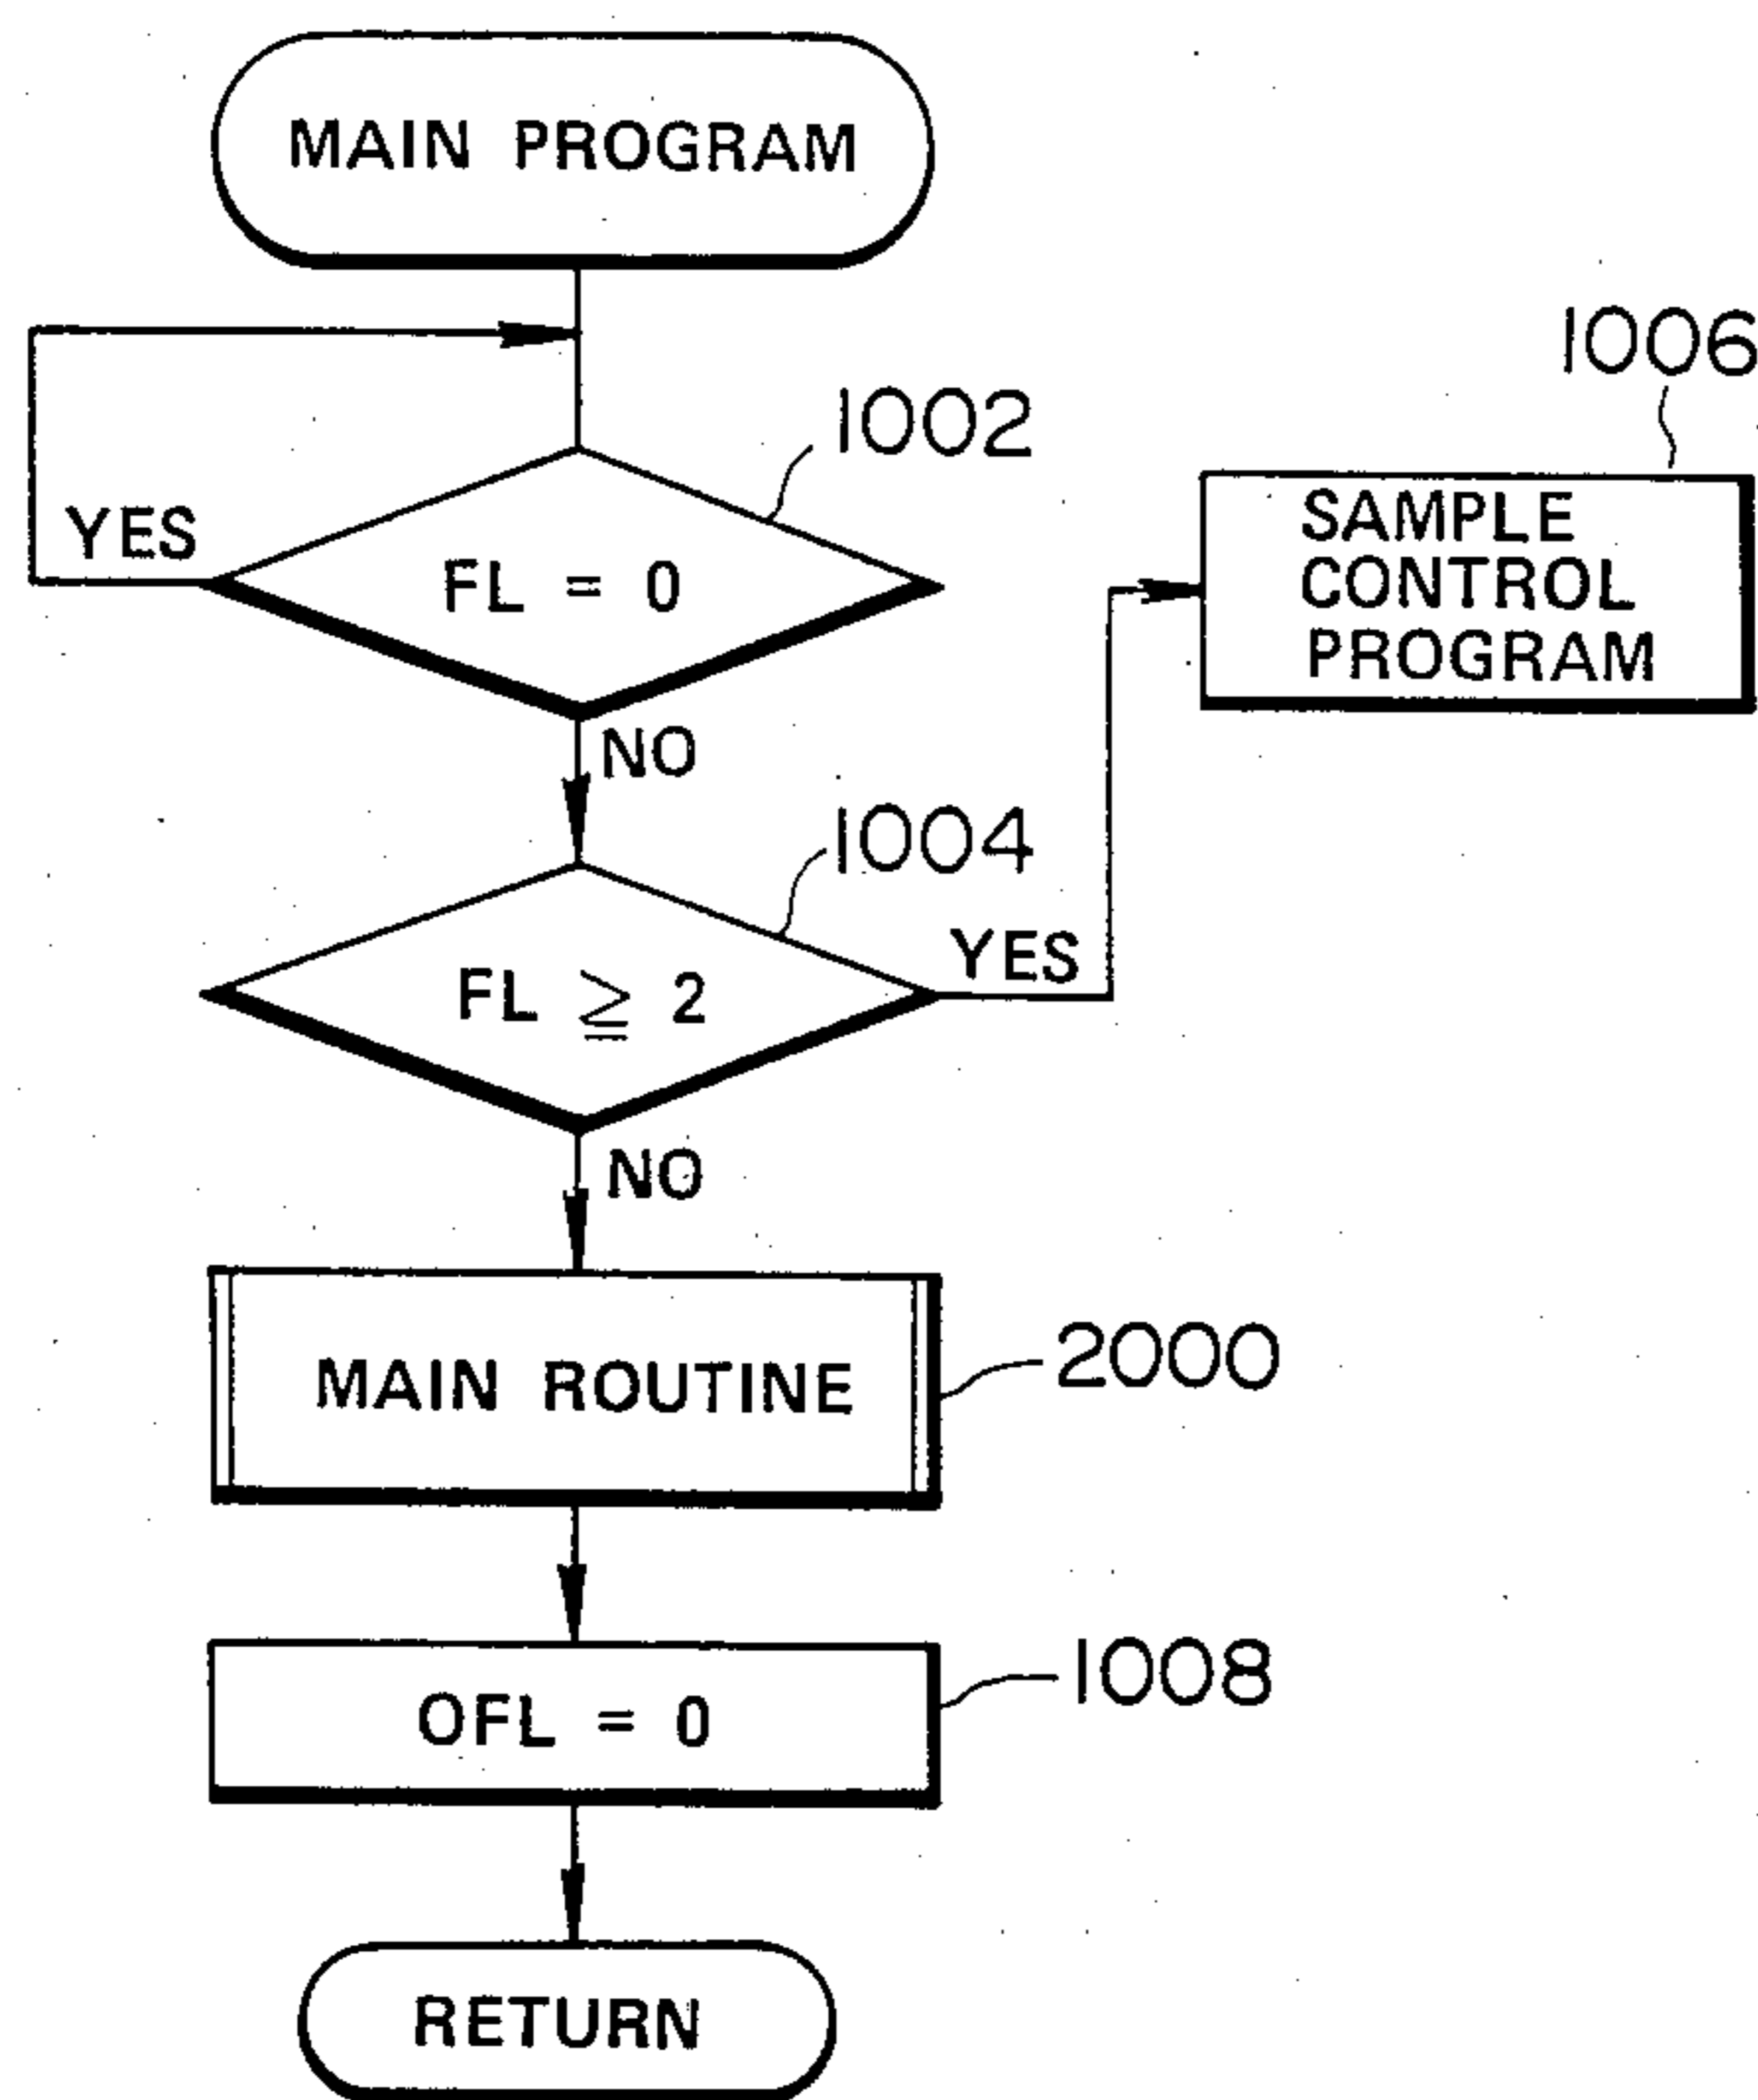 MAIN PROGRAM
1006
1002
SAMPLE
CONTROL
PROGRAM
YES
FL = 0
NO
1004
YES
FL ≧ 2
NO
MAIN ROUTINE
2000
1008
OFL = 0
RETURN